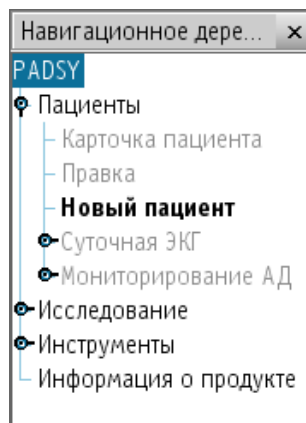 Навигационное дере...
PADSY
Пациенты
Карточка пациента
Правка
Новый пациент
Суточная ЭКГ
Мониторирование АД
Исследование
Инструменты
Информация о продукте